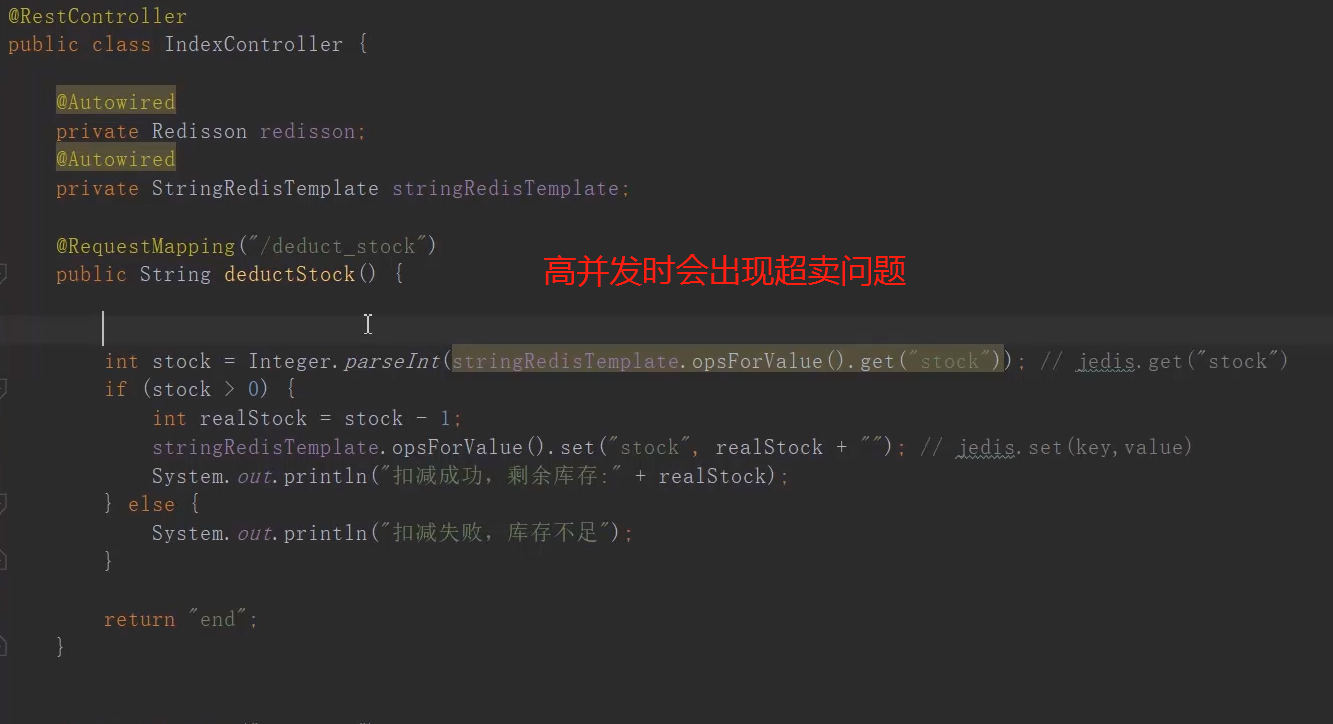 @RestController
public class IndexController {
@Autowired
private Redisson redisson;
@Autowired
private StringRedisTemplate stringRedisTemplate;
@RequestMapping("/deduct_stock")
public String deductStock() {
高并发时会出现超卖问题
int stock = Integer.parseInt(stringRedisTemplate.opsForValue().get("stock")); // jedis.get("stock")
if (stock > 0) {
int realStock = stock - 1;
stringRedisTemplate.opsForValue().set("stock", realStock + ""); // jedis.set(key,value)
System.out.println("扣减成功，剩余库存:" + realStock);
} else {
System.out.println("扣减失败，库存不足");
}
return "end";
}